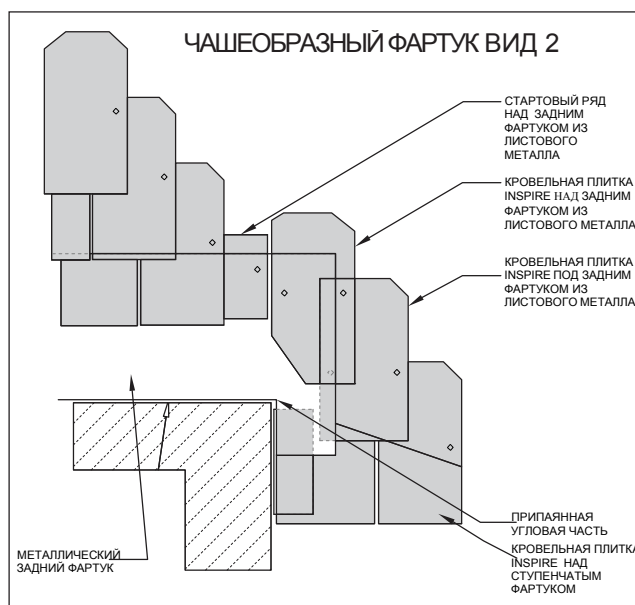 ЧАШЕОБРАЗНЫЙ ФАРТУК ВИД 2
СТАРТОВЫЙ РЯД
НАД ЗАДНИМ
ФАРТУКОМ ИЗ
ЛИСТОВОГО
МЕТАЛЛА
КРОВЕЛЬНАЯ ПЛИТКА
INSPIRE НАД ЗАДНИМ
ФАРТУКОМ ИЗ
ЛИСТОВОГО МЕТАЛЛА
КРОВЕЛЬНАЯ ПЛИТКА
INSPIRE ПОД ЗАДНИМ
ФАРТУКОМ ИЗ
ЛИСТОВОГО МЕТАЛЛА
ПРИПАЯННАЯ
УГЛОВАЯ ЧАСТЬ
КРОВЕЛЬНАЯ ПЛИТКА
INSPIRE НАД
СТУПЕНЧАТЫМ
ФАРТУКОМ
МЕТАЛЛИЧЕСКИЙ
ЗАДНИЙ ФАРТУК